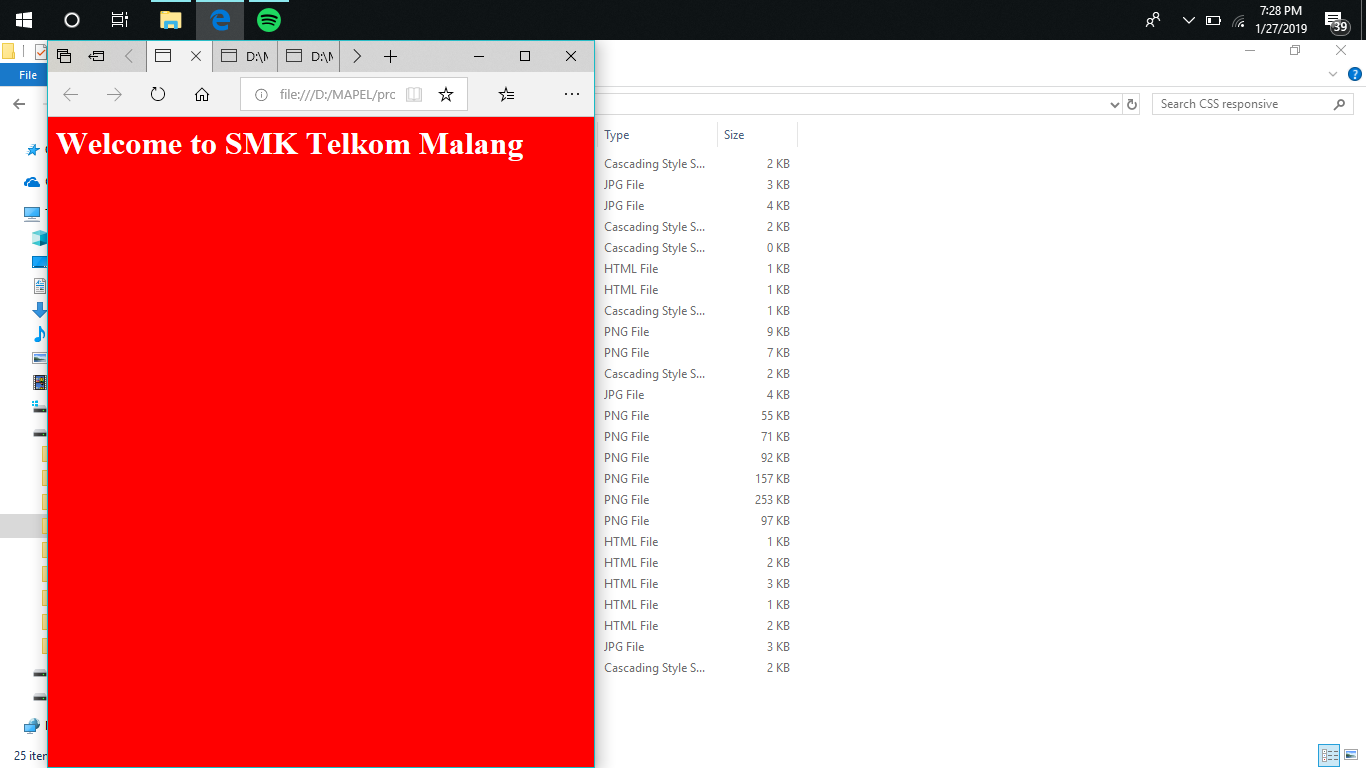 7:28 PM
1/27/2019
39
D:\M
D:\M
File
file:///D:/MAPEL/prc
Search CSS responsive
Welcome to SMK Telkom Malang
Type Size
Cascading Style S... 2 KB
JPG File 3 KB
JPG File 4 KB
Cascading Style S... 2 KB
Cascading Style S... 0 KB
HTML File 1 KB
HTML File 1 KB
Cascading Style S... 1 KB
PNG File 9 KB
PNG File 7 KB
Cascading Style S... 2 KB
JPG File 4 KB
PNG File 55 KB
PNG File 71 KB
PNG File 92 KB
PNG File 157 KB
PNG File 253 KB
PNG File 97 KB
HTML File 1 KB
HTML File 2 KB
HTML File 3 KB
HTML File 1 KB
HTML File 2 KB
JPG File 3 KB
Cascading Style S... 2 KB
25 iter